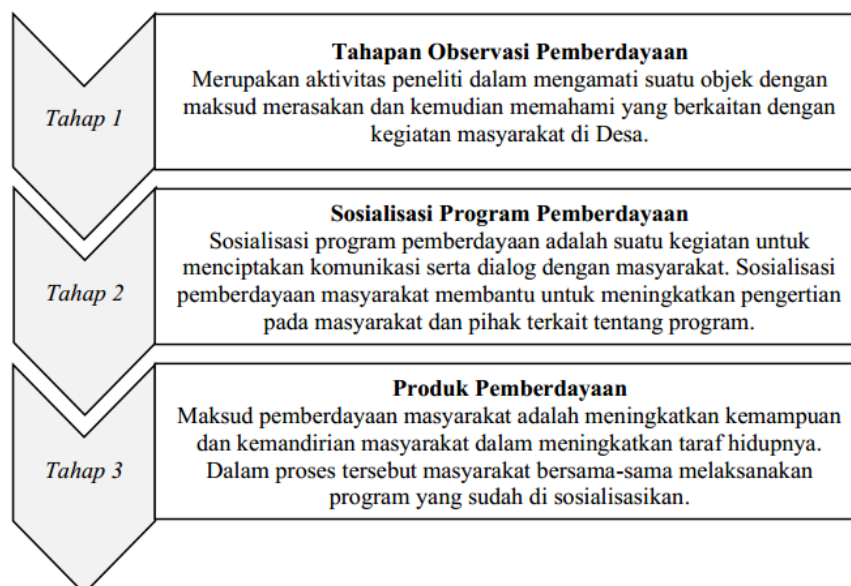 Tahap 1
Tahapan Observasi Pemberdayaan
Merupakan aktivitas peneliti dalam mengamati suatu objek dengan
maksud merasakan dan kemudian memahami yang berkaitan dengan
kegiatan masyarakat di Desa.
Tahap 2
Sosialisasi Program Pemberdayaan
Sosialisasi program pemberdayaan adalah suatu kegiatan untuk
menciptakan komunikasi serta dialog dengan masyarakat. Sosialisasi
pemberdayaan masyarakat membantu untuk meningkatkan pengertian
pada masyarakat dan pihak terkait tentang program.
Tahap 3
Produk Pemberdayaan
Maksud pemberdayaan masyarakat adalah meningkatkan kemampuan
dan kemandirian masyarakat dalam meningkatkan taraf hidupnya.
Dalam proses tersebut masyarakat bersama-sama melaksanakan
program yang sudah di sosialisasikan.